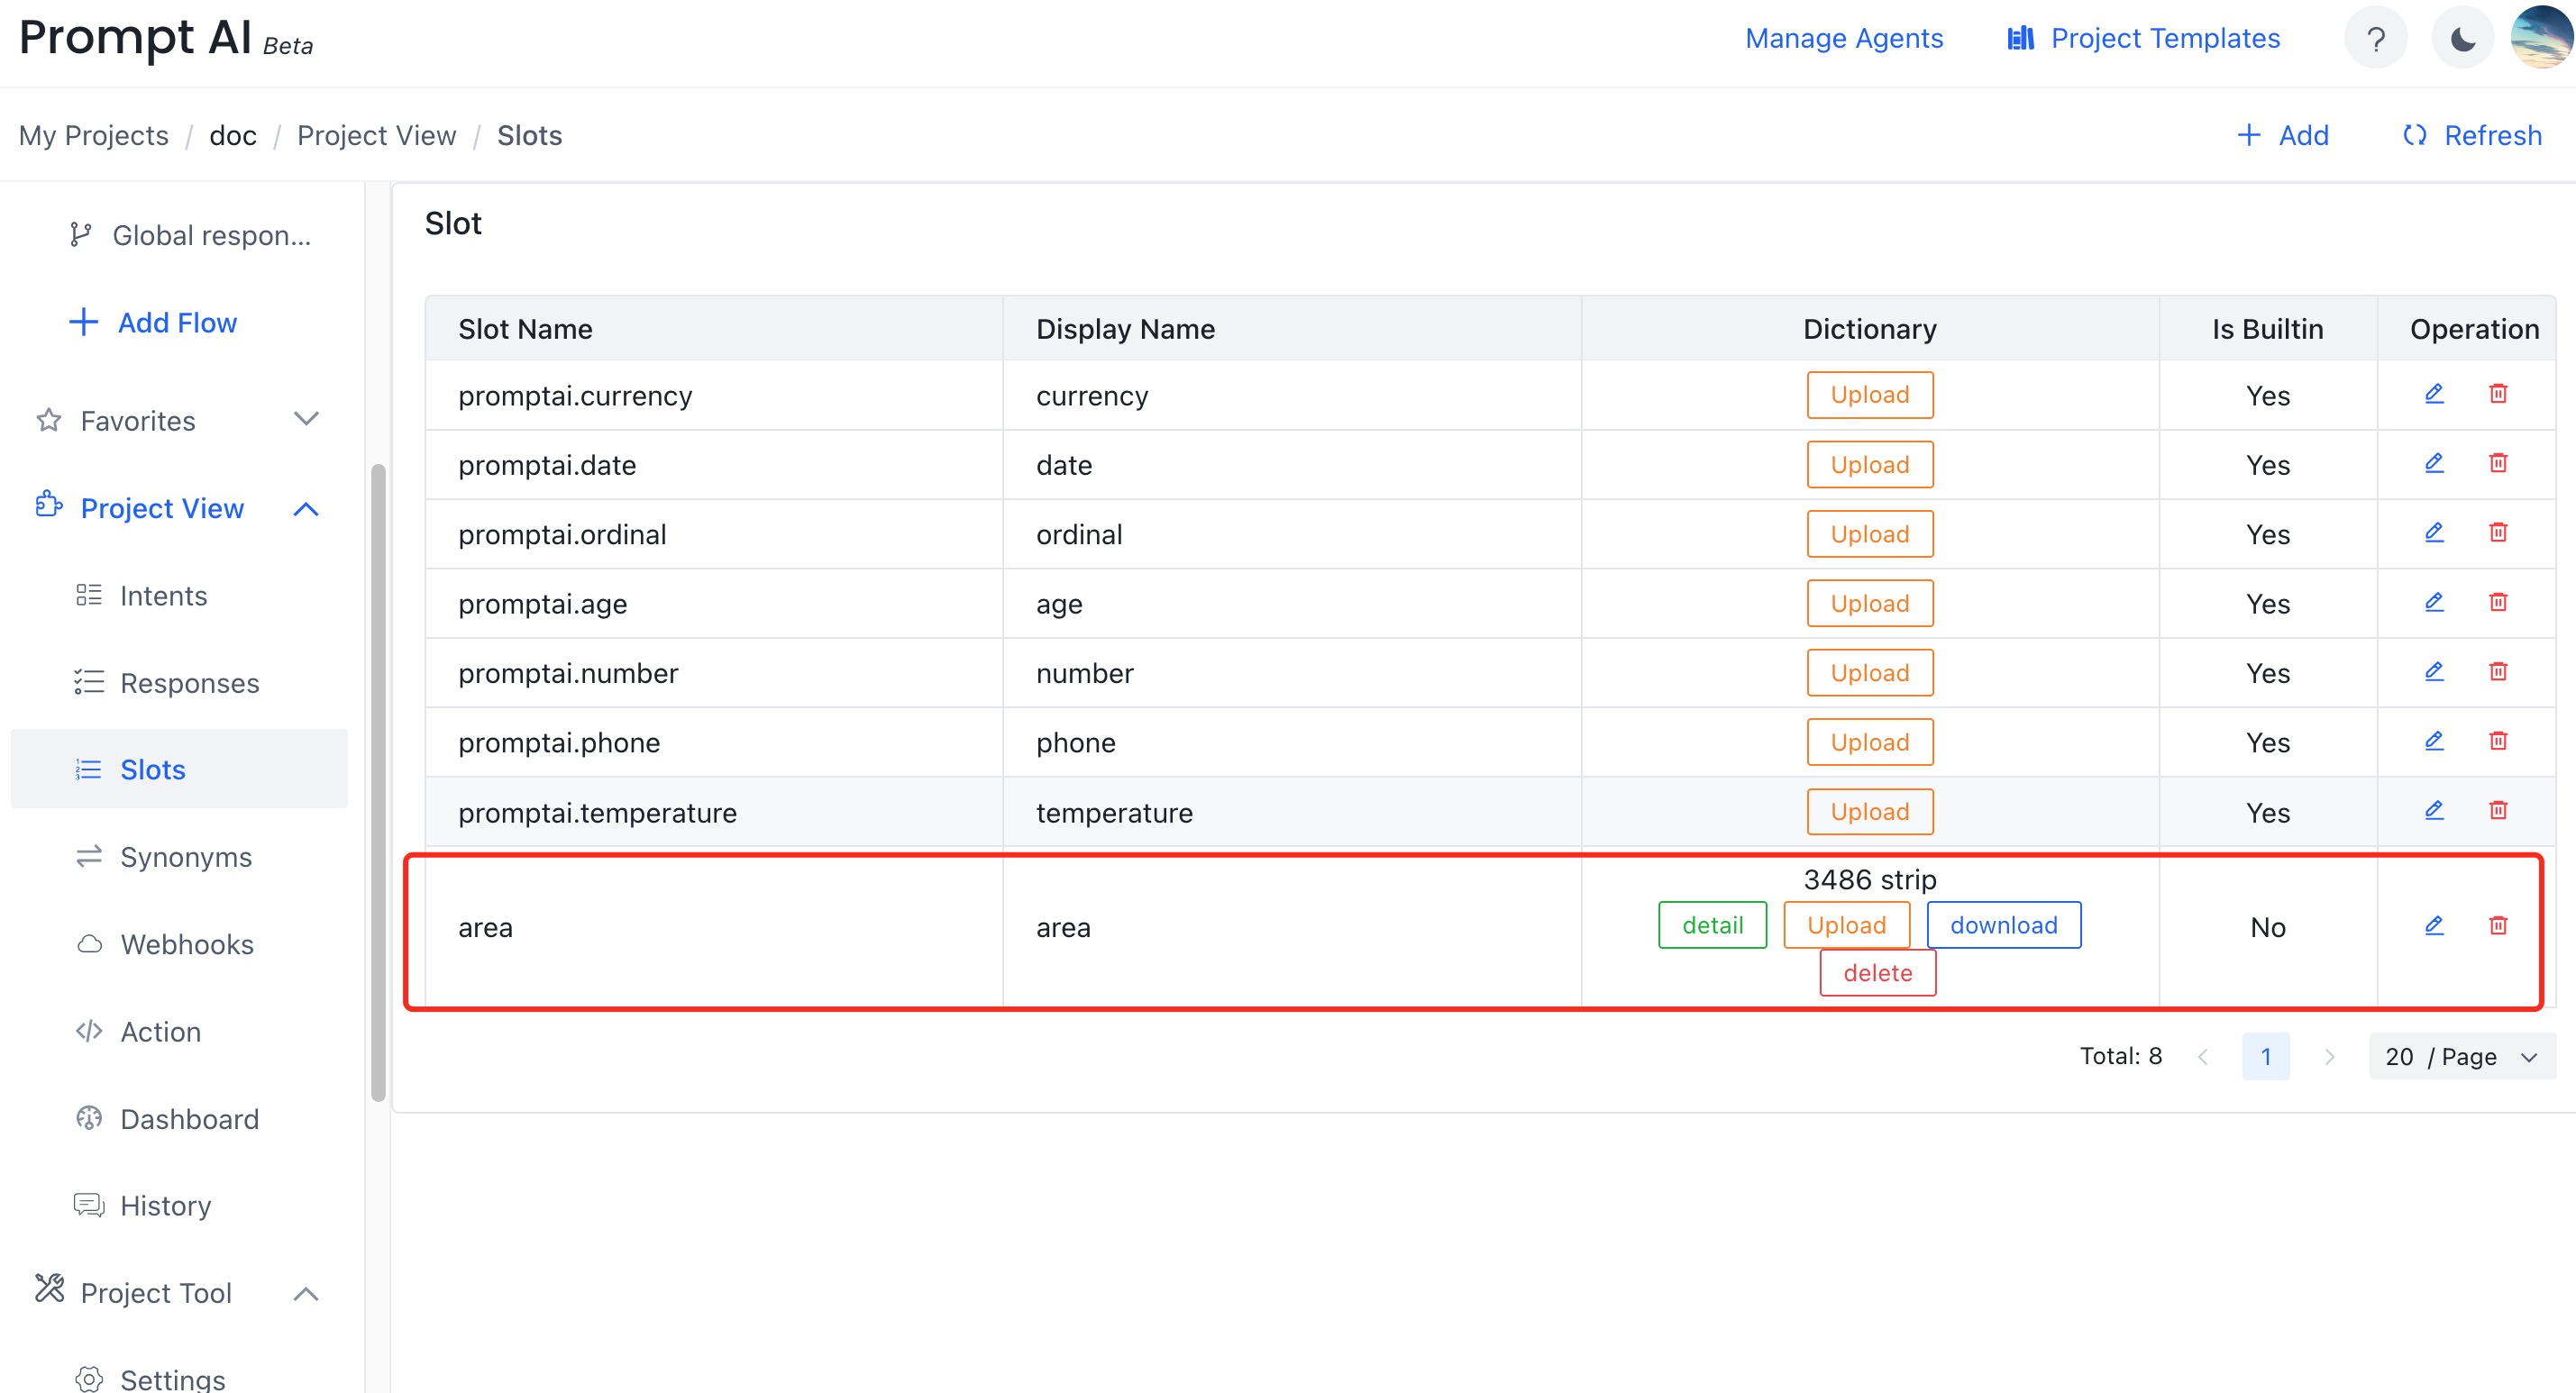 Prompt AI Beta
Manage Agents
Project Templates
?
My Projects / doc / Project View / Slots
+ Add
Refresh
Global respon...
+ Add Flow
Favorites
Project View
Intents
Responses
Slots
Synonyms
Webhooks
Action
Dashboard
History
Project Tool
Settings
Slot
Slot Name Display Name Dictionary Is Builtin Operation
promptai.currency currency Upload Yes
promptai.date date Upload Yes
promptai.ordinal ordinal Upload Yes
promptai.age age Upload Yes
promptai.number number Upload Yes
promptai.phone phone Upload Yes
promptai.temperature temperature Upload Yes
3486 strip
area area detail Upload download No
delete
Total: 8 < 1 > 20 / Page